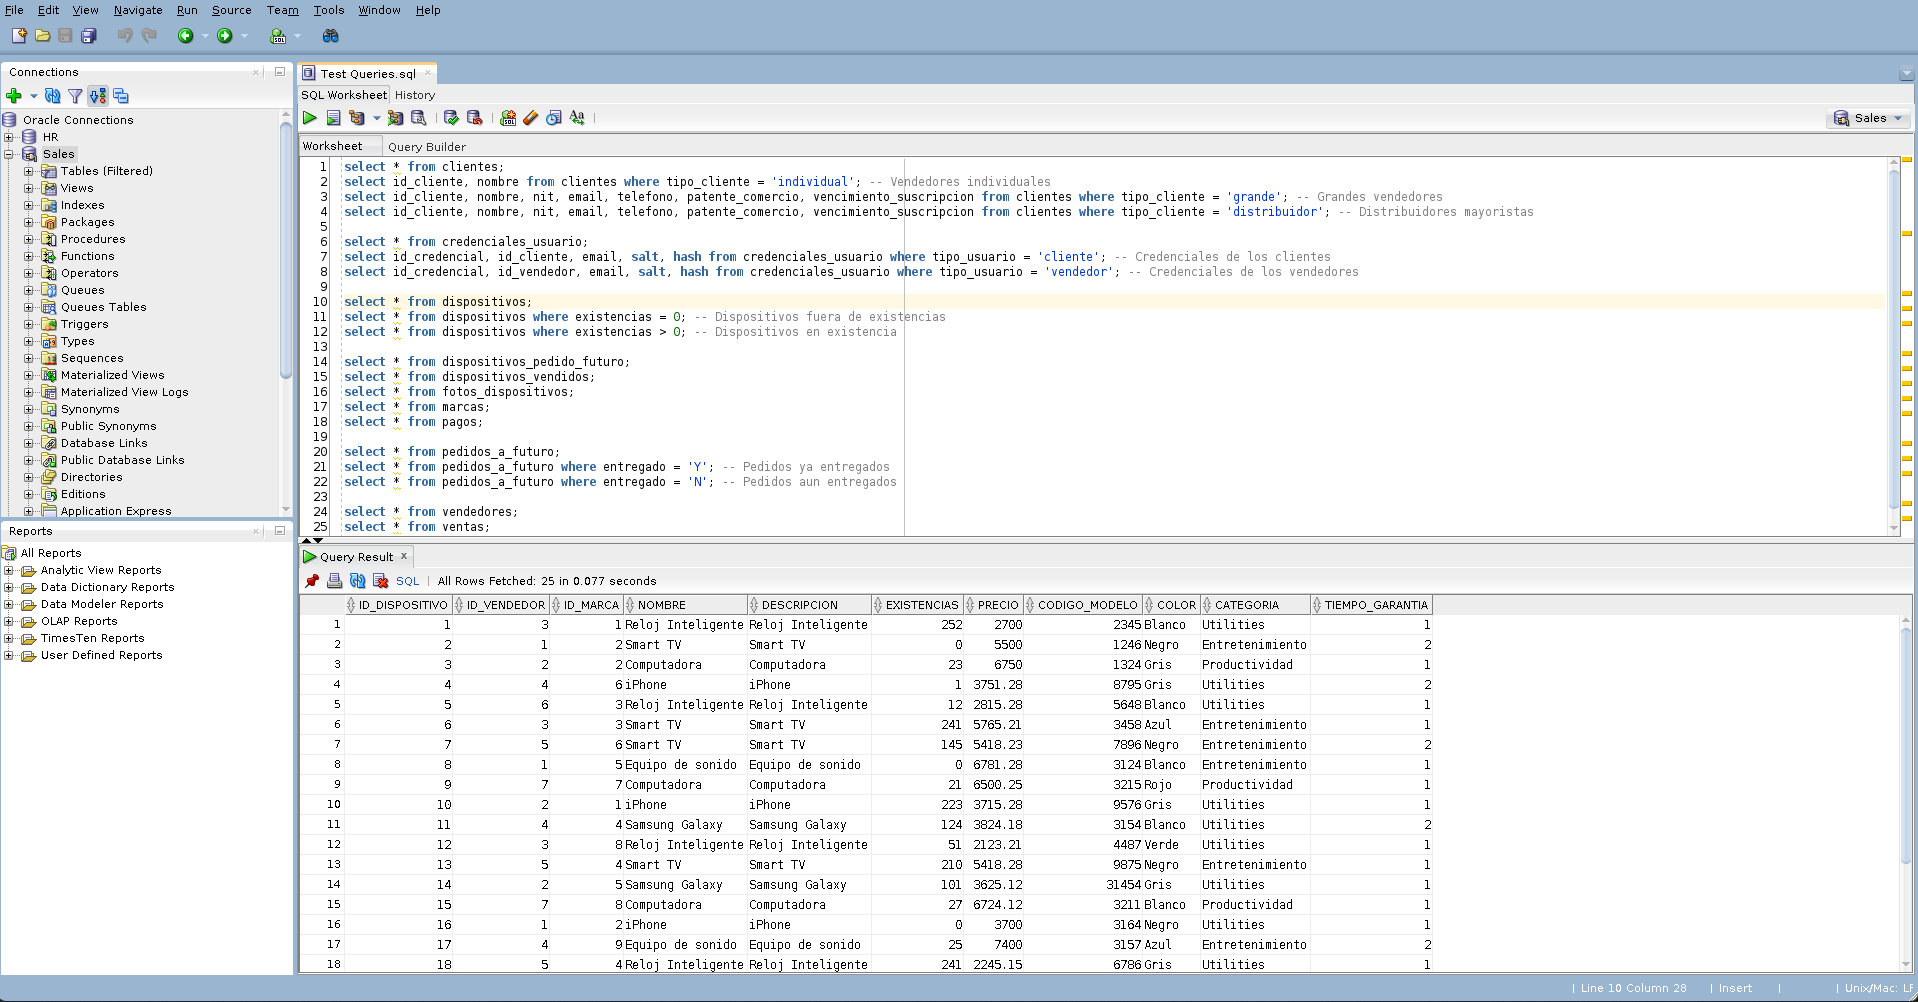 File Edit View Navigate Run Source Team Tools Window Help
Connections
Oracle Connections
HR
Sales
Tables (Filtered)
Views
Indexes
Packages
Procedures
Functions
Operators
Queues
Queues Tables
Triggers
Types
Sequences
Materialized Views
Materialized View Logs
Synonyms
Public Synonyms
Database Links
Public Database Links
Directories
Editions
Application Express
Reports
All Reports
Analytic View Reports
Data Dictionary Reports
Data Modeler Reports
OLAP Reports
TimesTen Reports
User Defined Reports
Test Queries.sql
SQL Worksheet History
Sales
Worksheet Query Builder
1 select * from clientes;
2 select id_cliente, nombre from clientes where tipo_cliente = 'individual'; -- Vendedores individuales
3 select id_cliente, nombre, nit, email, telefono, patente_comercio, vencimiento_suscripcion from clientes where tipo_cliente = 'grande'; -- Grandes vendedores
4 select id_cliente, nombre, nit, email, telefono, patente_comercio, vencimiento_suscripcion from clientes where tipo_cliente = 'distribuidor'; -- Distribuidores mayoristas
5
6 select * from credenciales_usuario;
7 select id_credencial, id_cliente, email, salt, hash from credenciales_usuario where tipo_usuario = 'cliente'; -- Credenciales de los clientes
8 select id_credencial, id_vendedor, email, salt, hash from credenciales_usuario where tipo_usuario = 'vendedor'; -- Credenciales de los vendedores
9
10 select * from dispositivos;
11 select * from dispositivos where existencias = 0; -- Dispositivos fuera de existencias
12 select * from dispositivos where existencias > 0; -- Dispositivos en existencia
13
14 select * from dispositivos_pedido_futuro;
15 select * from dispositivos_vendidos;
16 select * from fotos_dispositivos;
17 select * from marcas;
18 select * from pagos;
19
20 select * from pedidos_a_futuro;
21 select * from pedidos_a_futuro where entregado = 'Y'; -- Pedidos ya entregados
22 select * from pedidos_a_futuro where entregado = 'N'; -- Pedidos aun entregados
23
24 select * from vendedores;
25 select * from ventas;
Query Result
SQL | All Rows Fetched: 25 in 0.077 seconds
ID_DISPOSITIVO ID_VENDEDOR ID_MARCA NOMBRE DESCRIPCION EXISTENCIAS PRECIO CODIGO_MODELO COLOR CATEGORIA TIEMPO_GARANTIA
1 1 3 1 Reloj Inteligente Reloj Inteligente 252 2700 2345 Blanco Utilities 1
2 2 1 2 Smart TV Smart TV 0 5500 1246 Negro Entretenimiento 2
3 3 2 2 Computadora Computadora 23 6750 1324 Gris Productividad 1
4 4 4 6 iPhone iPhone 1 3751.28 8795 Gris Utilities 2
5 5 6 3 Reloj Inteligente Reloj Inteligente 12 2815.28 5648 Blanco Utilities 1
6 6 3 3 Smart TV Smart TV 241 5765.21 3458 Azul Entretenimiento 1
7 7 5 6 Smart TV Smart TV 145 5418.23 7896 Negro Entretenimiento 2
8 8 1 5 Equipo de sonido Equipo de sonido 0 6781.28 3124 Blanco Entretenimiento 1
9 9 7 7 Computadora Computadora 21 6500.25 3215 Rojo Productividad 1
10 10 2 1 iPhone iPhone 223 3715.28 9576 Gris Utilities 1
11 11 4 4 Samsung Galaxy Samsung Galaxy 124 3824.18 3154 Blanco Utilities 2
12 12 3 8 Reloj Inteligente Reloj Inteligente 51 2123.21 4487 Verde Utilities 1
13 13 5 4 Smart TV Smart TV 210 5418.28 9875 Negro Entretenimiento 1
14 14 2 5 Samsung Galaxy Samsung Galaxy 101 3625.12 31454 Gris Utilities 1
15 15 7 8 Computadora Computadora 27 6724.12 3211 Blanco Productividad 1
16 16 1 2 iPhone iPhone 0 3700 3164 Negro Utilities 1
17 17 4 9 Equipo de sonido Equipo de sonido 25 7400 3157 Azul Entretenimiento 2
18 18 5 4 Reloj Inteligente Reloj Inteligente 241 2245.15 6786 Gris Utilities 1
| Line 10 Column 28 | Insert | | Unix/Mac: LF